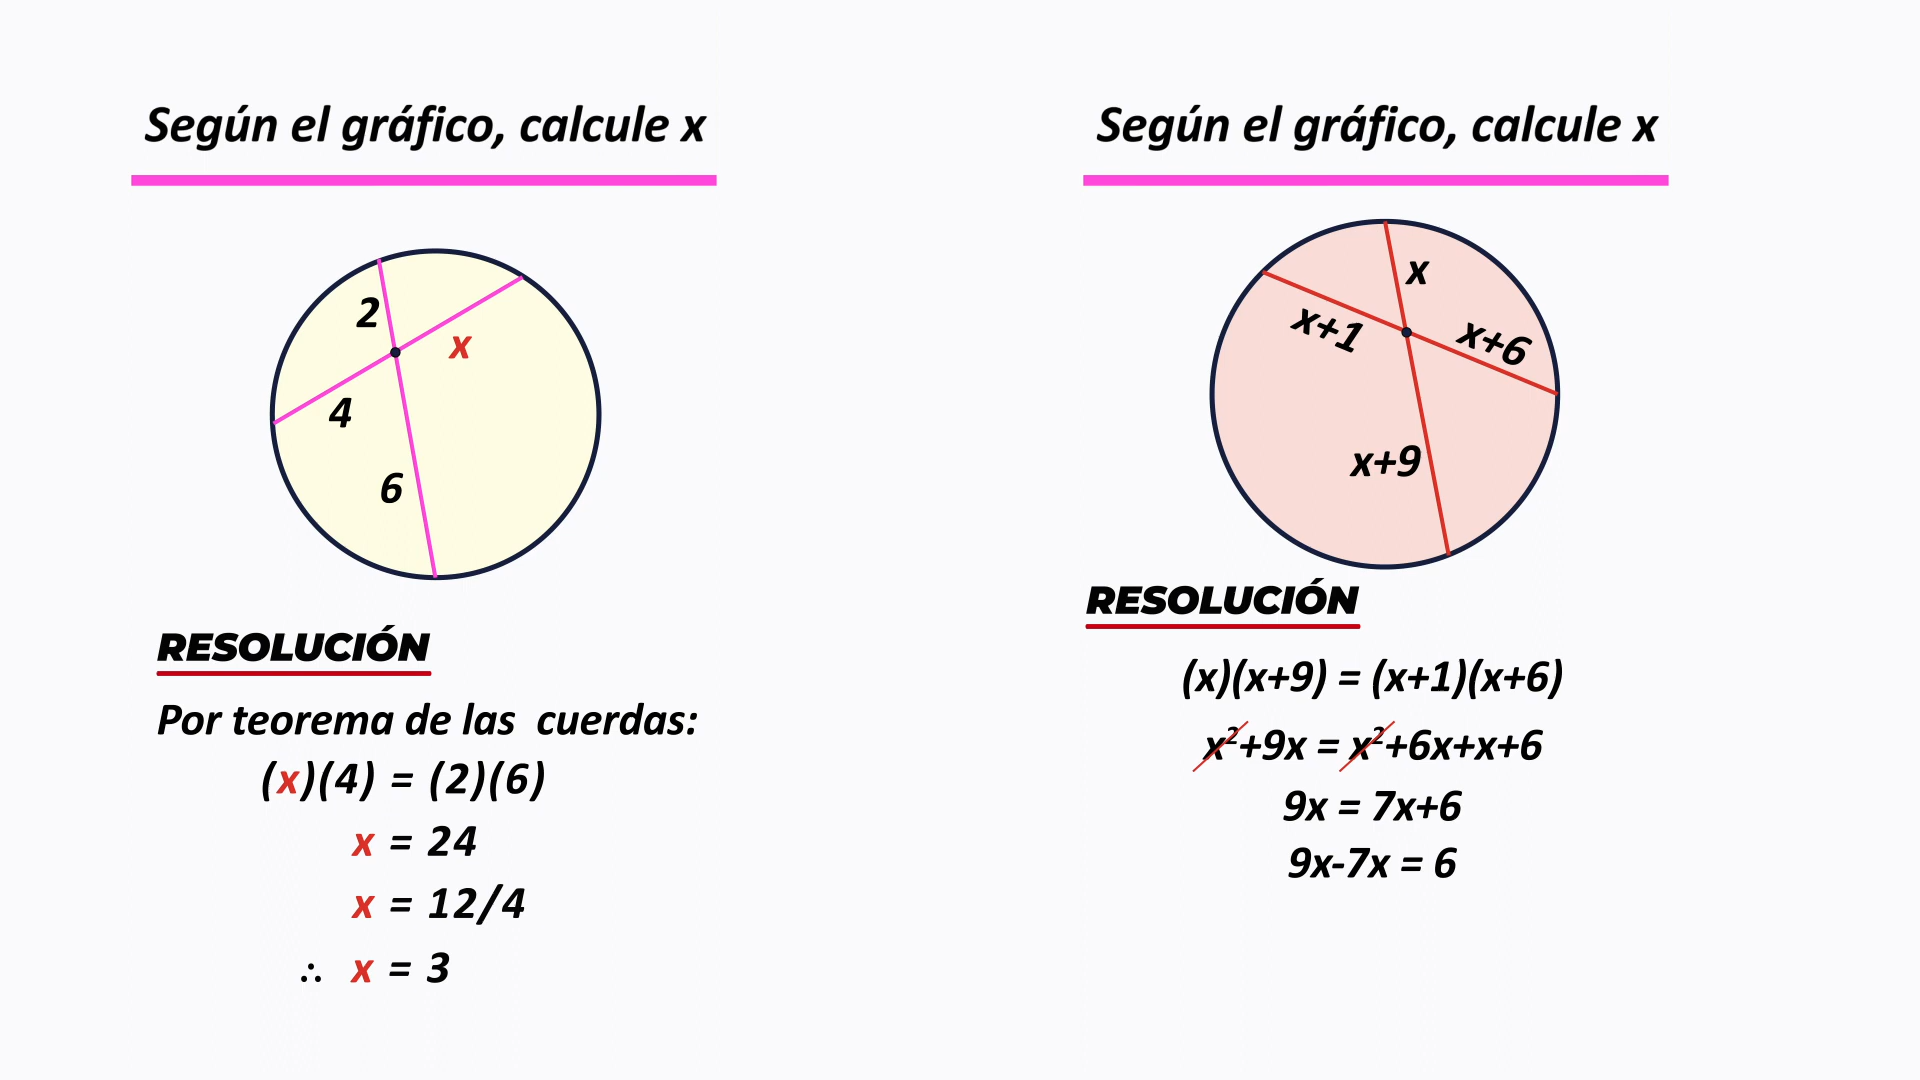 Según el gráfico, calcule x
2
x
4
6
RESOLUCIÓN
Por teorema de las cuerdas:
(x)(4) = (2)(6)
x = 24
x = 12/4
∴ x = 3
Según el gráfico, calcule x
x
x+1
x+6
x+9
RESOLUCIÓN
(x)(x+9) = (x+1)(x+6)
x²+9x = x²+6x+x+6
9x = 7x+6
9x-7x = 6